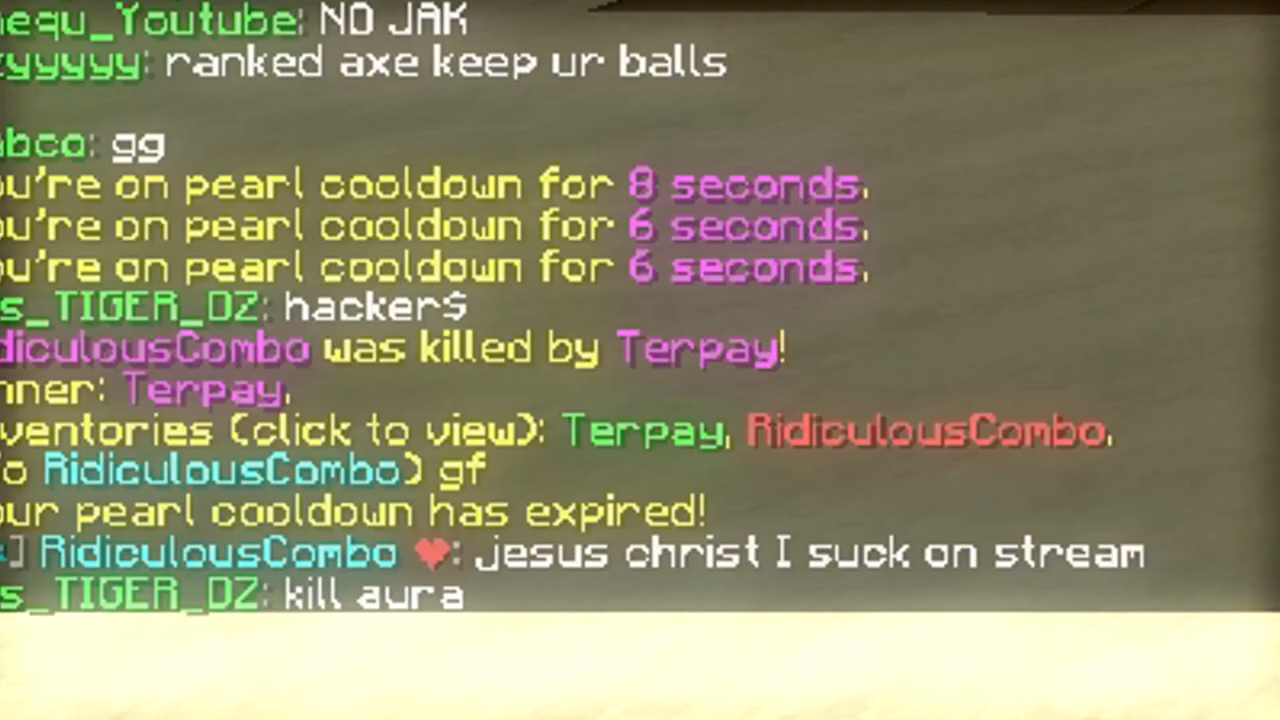 nequ_Youtube: NO JAK
zyyyyy: ranked axe keep ur balls
abca: gg
ou're on pearl cooldown for 8 seconds.
ou're on pearl cooldown for 6 seconds.
ou're on pearl cooldown for 6 seconds.
s_TIGER_DZ: hacker$
diculousCombo was killed by Terpay!
nner: Terpay.
ventories (click to view): Terpay, RidiculousCombo.
o RidiculousCombo) gf
our pearl cooldown has expired!
] RidiculousCombo ❤: jesus christ I suck on stream
s_TIGER_DZ: kill aura